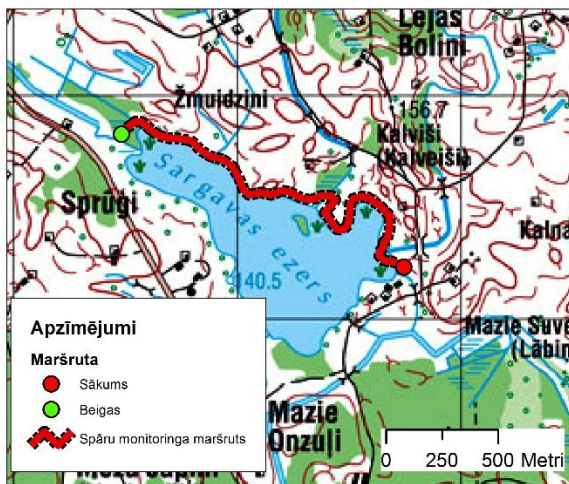 Lejas
Bolini
Žmuidzini
156.7
Kalviši
(Kalveiši)
Sprūģi
Sargavas ezers
Kalna
140.5
Apzīmējumi
Maršruta
Sākums
Beigas
Spāru monitoringa maršruts
Mazie Suve
(Lābin
Mazie
Onzuļi
0 250 500 Metri